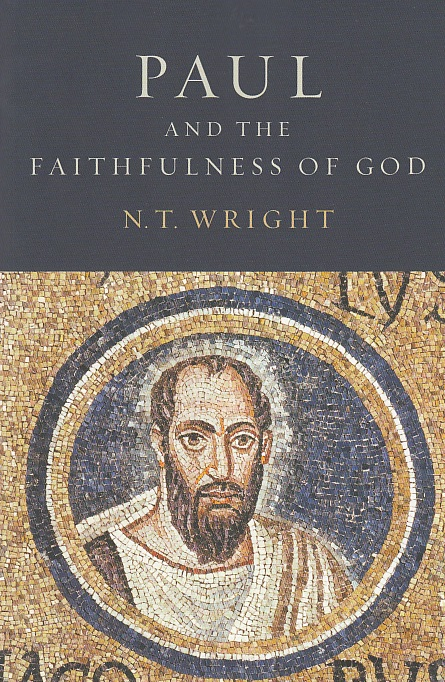 PAUL
AND THE
FAITHFULNESS OF GOD
N.T. WRIGHT